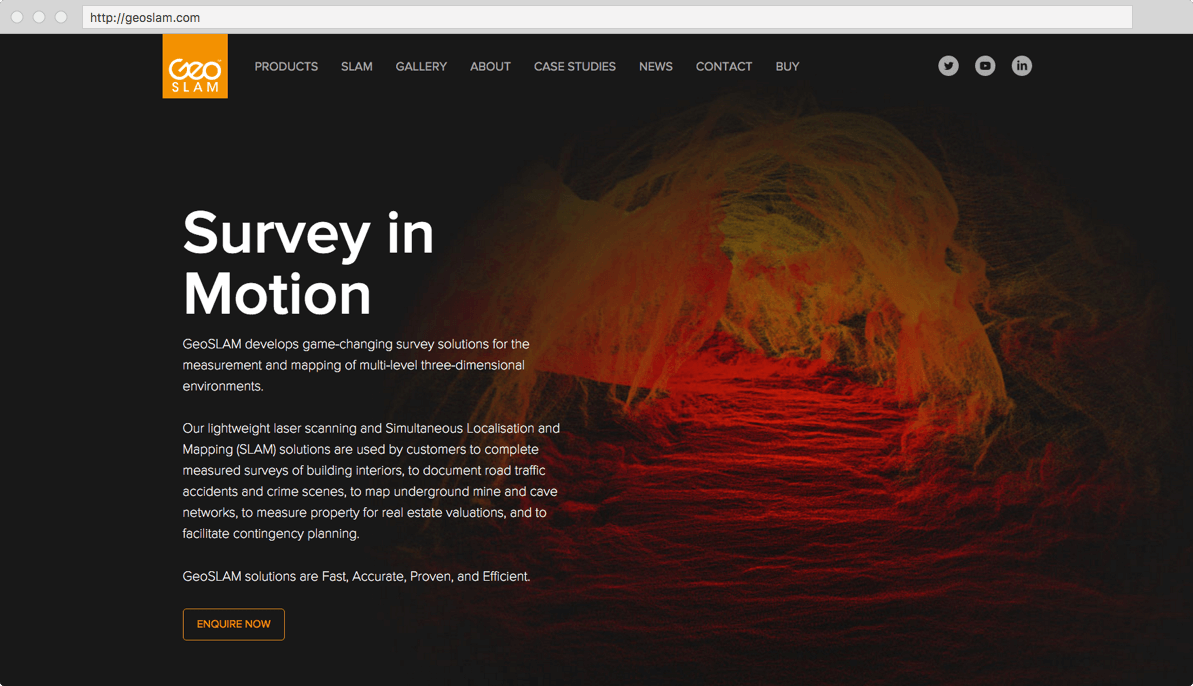 http://geoslam.com
Geo™
SLAM
PRODUCTS SLAM GALLERY ABOUT CASE STUDIES NEWS CONTACT BUY
in
Survey in
Motion
GeoSLAM develops game-changing survey solutions for the
measurement and mapping of multi-level three-dimensional
environments.
Our lightweight laser scanning and Simultaneous Localisation and
Mapping (SLAM) solutions are used by customers to complete
measured surveys of building interiors, to document road traffic
accidents and crime scenes, to map underground mine and cave
networks, to measure property for real estate valuations, and to
facilitate contingency planning.
GeoSLAM solutions are Fast, Accurate, Proven, and Efficient.
ENQUIRE NOW